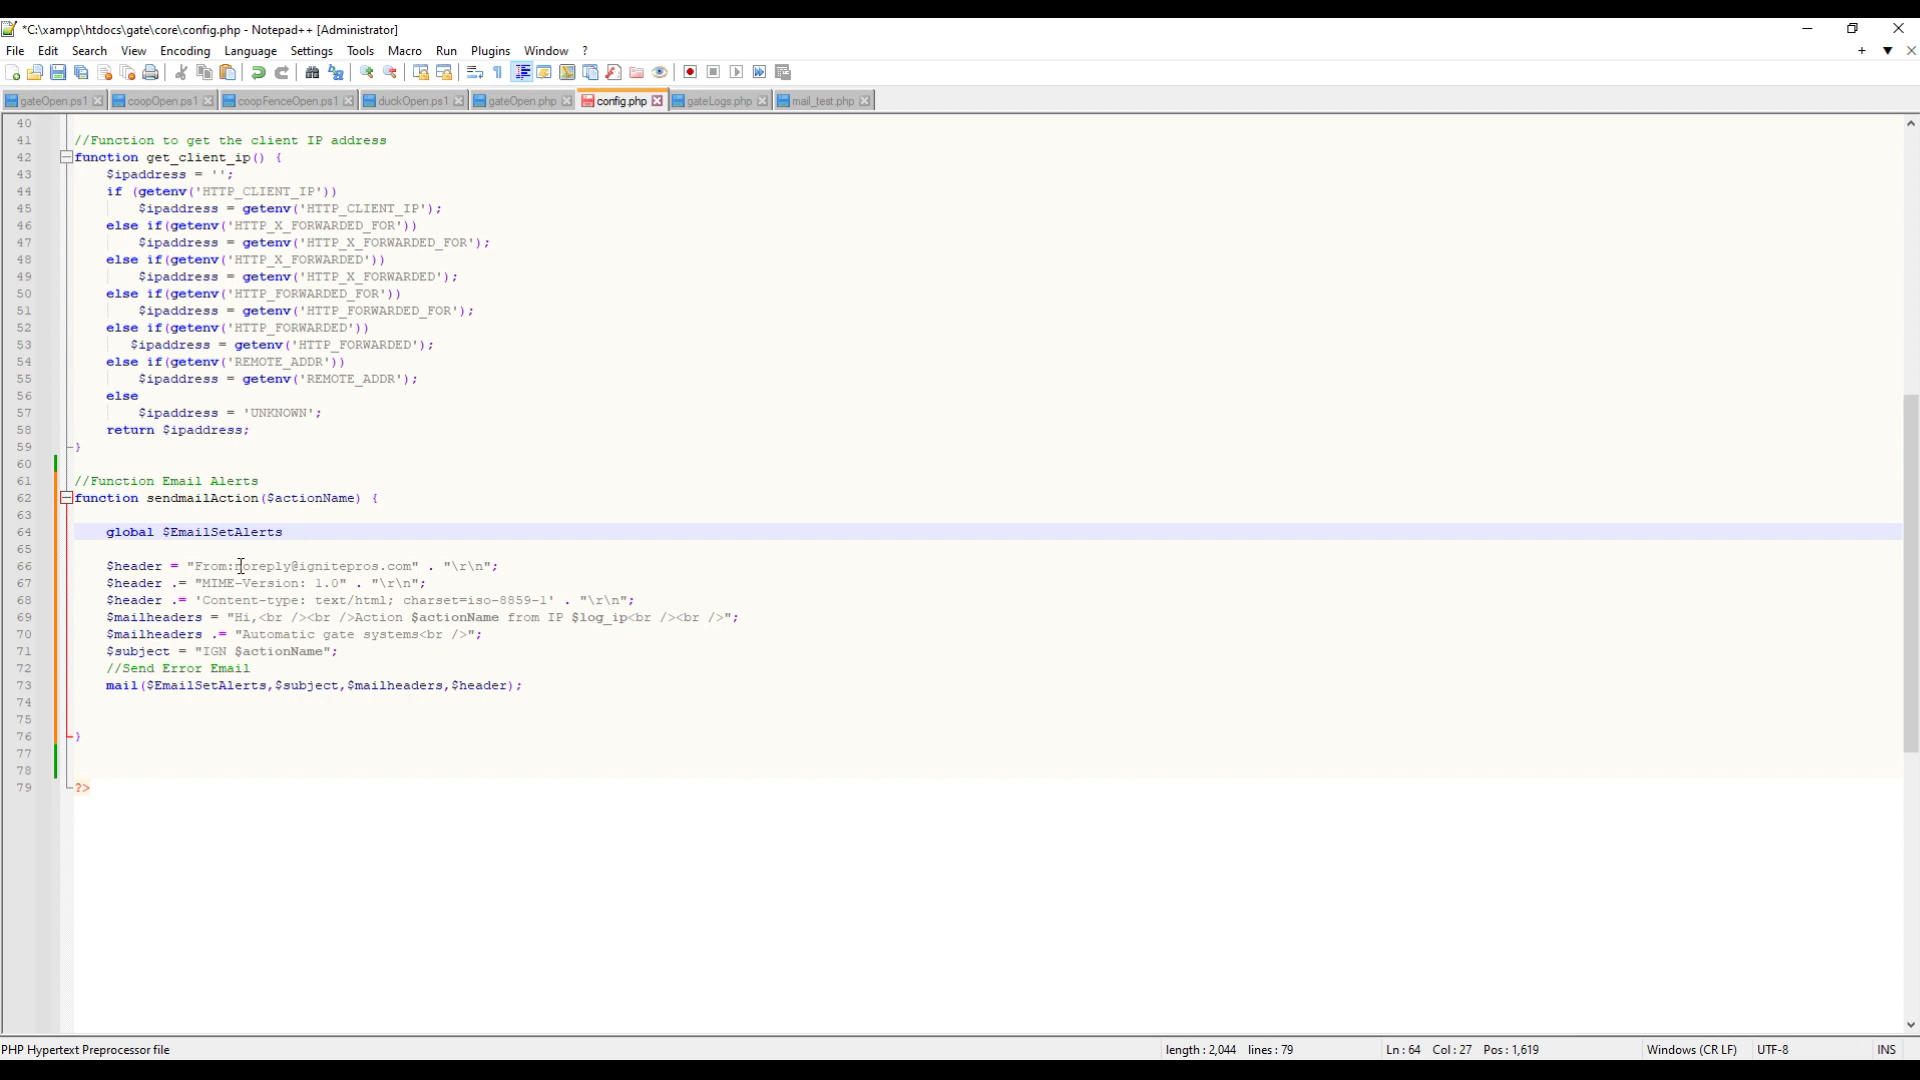 *C:\xampp\htdocs\gate\core\config.php - Notepad++ [Administrator]
File Edit Search View Encoding Language Settings Tools Macro Run Plugins Window ?
gateOpen.ps1 coopOpen.ps1 coopFenceOpen.ps1 duckOpen.ps1 gateOpen.php config.php gateLogs.php mail_test.php
40
41 //Function to get the client IP address
42 function get_client_ip() {
43 $ipaddress = '';
44 if (getenv('HTTP_CLIENT_IP'))
45 $ipaddress = getenv('HTTP_CLIENT_IP');
46 else if(getenv('HTTP_X_FORWARDED_FOR'))
47 $ipaddress = getenv('HTTP_X_FORWARDED_FOR');
48 else if(getenv('HTTP_X_FORWARDED'))
49 $ipaddress = getenv('HTTP_X_FORWARDED');
50 else if(getenv('HTTP_FORWARDED_FOR'))
51 $ipaddress = getenv('HTTP_FORWARDED_FOR');
52 else if(getenv('HTTP_FORWARDED'))
53 $ipaddress = getenv('HTTP_FORWARDED');
54 else if(getenv('REMOTE_ADDR'))
55 $ipaddress = getenv('REMOTE_ADDR');
56 else
57 $ipaddress = 'UNKNOWN';
58 return $ipaddress;
59 }
60
61 //Function Email Alerts
62 function sendmailAction($actionName) {
63
64 global $EmailSetAlerts
65
66 $header = "From:noreply@ignitepros.com" . "\r\n";
67 $header .= "MIME-Version: 1.0" . "\r\n";
68 $header .= 'Content-type: text/html; charset=iso-8859-1' . "\r\n";
69 $mailheaders = "Hi,<br /><br />Action $actionName from IP $log_ip<br /><br />";
70 $mailheaders .= "Automatic gate systems<br />";
71 $subject = "IGN $actionName";
72 //Send Error Email
73 mail($EmailSetAlerts,$subject,$mailheaders,$header);
74
75
76 }
77
78
79 ?>
PHP Hypertext Preprocessor file length : 2,044 lines : 79 Ln : 64 Col : 27 Pos : 1,619 Windows (CR LF) UTF-8 INS